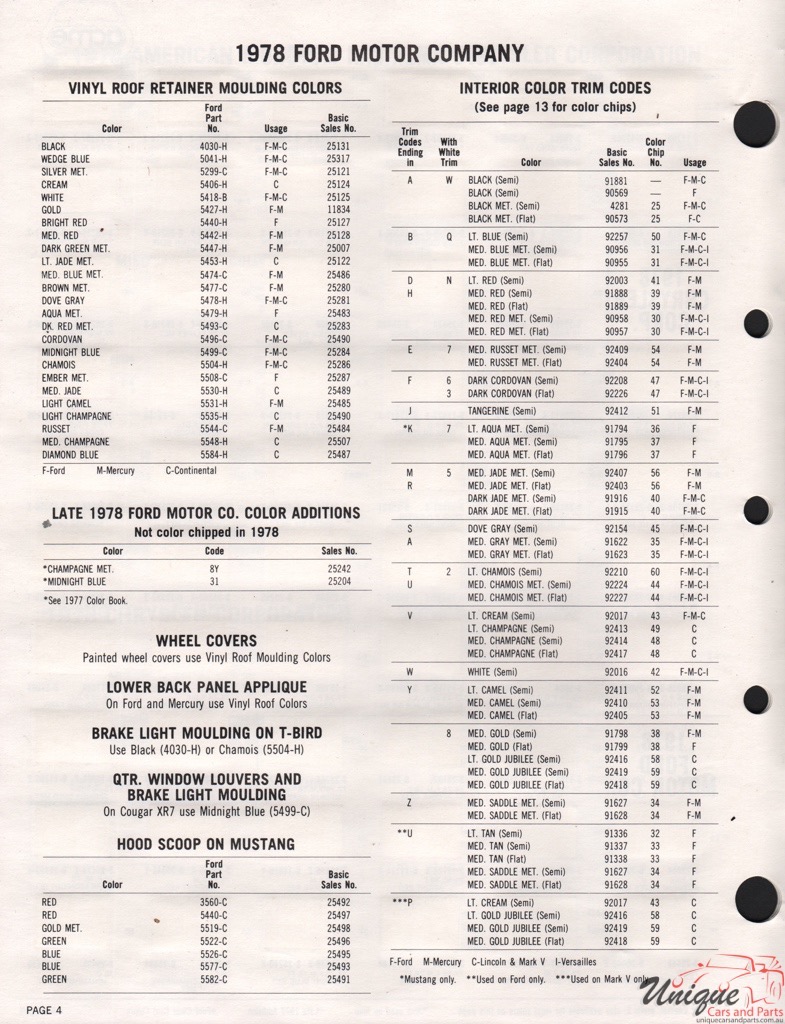 1978 FORD MOTOR COMPANY
VINYL ROOF RETAINER MOULDING COLORS
Color Ford Part No. Usage Basic Sales No.
BLACK 4030-H F-M-C 25131
WEDGE BLUE 5041-H F-M-C 25317
SILVER MET. 5299-C F-M-C 25121
CREAM 5406-H C 25124
WHITE 5418-B F-M-C 25125
GOLD 5427-H F-M 11834
BRIGHT RED 5440-H F 25127
MED. RED 5442-H F-M 25128
DARK GREEN MET. 5447-H F-M 25007
LT. JADE MET. 5453-H C 25122
MED. BLUE MET. 5474-C F-M 25486
BROWN MET. 5477-C F-M 25280
DOVE GRAY 5478-H F-M-C 25281
AQUA MET. 5479-H F 25483
DK. RED MET. 5493-C C 25283
CORDOVAN 5496-C F-M-C 25490
MIDNIGHT BLUE 5499-C F-M-C 25284
CHAMOIS 5504-H F-M-C 25286
EMBER MET. 5508-C F 25287
MED. JADE 5530-H C 25489
LIGHT CAMEL 5531-H F-M 25485
LIGHT CHAMPAGNE 5535-H C 25490
RUSSET 5544-C F-M 25484
MED. CHAMPAGNE 5548-H C 25507
DIAMOND BLUE 5584-H C 25487
F-Ford M-Mercury C-Continental
LATE 1978 FORD MOTOR CO. COLOR ADDITIONS
Not color chipped in 1978
Color Code Sales No.
*CHAMPAGNE MET. 8Y 25242
*MIDNIGHT BLUE 31 25204
*See 1977 Color Book.
WHEEL COVERS
Painted wheel covers use Vinyl Roof Moulding Colors
LOWER BACK PANEL APPLIQUE
On Ford and Mercury use Vinyl Roof Colors
BRAKE LIGHT MOULDING ON T-BIRD
Use Black (4030-H) or Chamois (5504-H)
QTR. WINDOW LOUVERS AND
BRAKE LIGHT MOULDING
On Cougar XR7 use Midnight Blue (5499-C)
HOOD SCOOP ON MUSTANG
Color Ford Part No. Basic Sales No.
RED 3560-C 25492
RED 5440-C 25497
GOLD MET. 5519-C 25498
GREEN 5522-C 25496
BLUE 5526-C 25495
BLUE 5577-C 25493
GREEN 5582-C 25491
PAGE 4
INTERIOR COLOR TRIM CODES
(See page 13 for color chips)
Trim Codes Ending in With White Trim Color Basic Sales No. Color Chip No. Usage
A W BLACK (Semi) 91881 — F-M-C
BLACK (Semi) 90569 — F
BLACK MET. (Semi) 4281 25 F-M-C
BLACK MET. (Flat) 90573 25 F-C
B Q LT. BLUE (Semi) 92257 50 F-M-C
MED. BLUE MET. (Semi) 90956 31 F-M-C-I
MED. BLUE MET. (Flat) 90955 31 F-M-C-I
D N LT. RED (Semi) 92003 41 F-M
H MED. RED (Semi) 91888 39 F-M
MED. RED (Flat) 91889 39 F-M
MED. RED MET. (Semi) 90958 30 F-M-C-I
MED. RED MET. (Flat) 90957 30 F-M-C-I
E 7 MED. RUSSET MET. (Semi) 92409 54 F-M
MED. RUSSET MET. (Flat) 92404 54 F-M
F 6 DARK CORDOVAN (Semi) 92208 47 F-M-C-I
3 DARK CORDOVAN (Flat) 92226 47 F-M-C-I
J TANGERINE (Semi) 92412 51 F-M
*K 7 LT. AQUA MET. (Semi) 91794 36 F
MED. AQUA MET. (Semi) 91795 37 F
MED. AQUA MET. (Flat) 91796 37 F
M 5 MED. JADE MET. (Semi) 92407 56 F-M
R MED. JADE MET. (Flat) 92403 56 F-M
DARK JADE MET. (Semi) 91916 40 F-M-C
DARK JADE MET. (Flat) 91915 40 F-M-C
S DOVE GRAY (Semi) 92154 45 F-M-C-I
A MED. GRAY MET. (Semi) 91622 35 F-M-C-I
MED. GRAY MET. (Flat) 91623 35 F-M-C-I
T 2 LT. CHAMOIS (Semi) 92210 60 F-M-C-I
U MED. CHAMOIS MET. (Semi) 92224 44 F-M-C-I
MED. CHAMOIS MET. (Flat) 92227 44 F-M-C-I
V LT. CREAM (Semi) 92017 43 F-M-C
LT. CHAMPAGNE (Semi) 92413 49 C
MED. CHAMPAGNE (Semi) 92414 48 C
MED. CHAMPAGNE (Flat) 92417 48 C
W WHITE (Semi) 92016 42 F-M-C-I
Y LT. CAMEL (Semi) 92411 52 F-M
MED. CAMEL (Semi) 92410 53 F-M
MED. CAMEL (Flat) 92405 53 F-M
8 MED. GOLD (Semi) 91798 38 F-M
MED. GOLD (Flat) 91799 38 F
LT. GOLD JUBILEE (Semi) 92416 58 C
MED. GOLD JUBILEE (Semi) 92419 59 C
MED. GOLD JUBILEE (Flat) 92418 59 C
Z MED. SADDLE MET. (Semi) 91627 34 F-M
MED. SADDLE MET. (Flat) 91628 34 F-M
**U LT. TAN (Semi) 91336 32 F
MED. TAN (Semi) 91337 33 F
MED. TAN (Flat) 91338 33 F
MED. SADDLE MET. (Semi) 91627 34 F
MED. SADDLE MET. (Flat) 91628 34 F
***P LT. CREAM (Semi) 92017 43 C
LT. GOLD JUBILEE (Semi) 92416 58 C
MED. GOLD JUBILEE (Semi) 92419 59 C
MED. GOLD JUBILEE (Flat) 92418 59 C
F-Ford M-Mercury C-Lincoln & Mark V I-Versailles
*Mustang only. **Used on Ford only. ***Used on Mark V only.
Unique
Cars and Parts
uniquecarsandparts.com.au